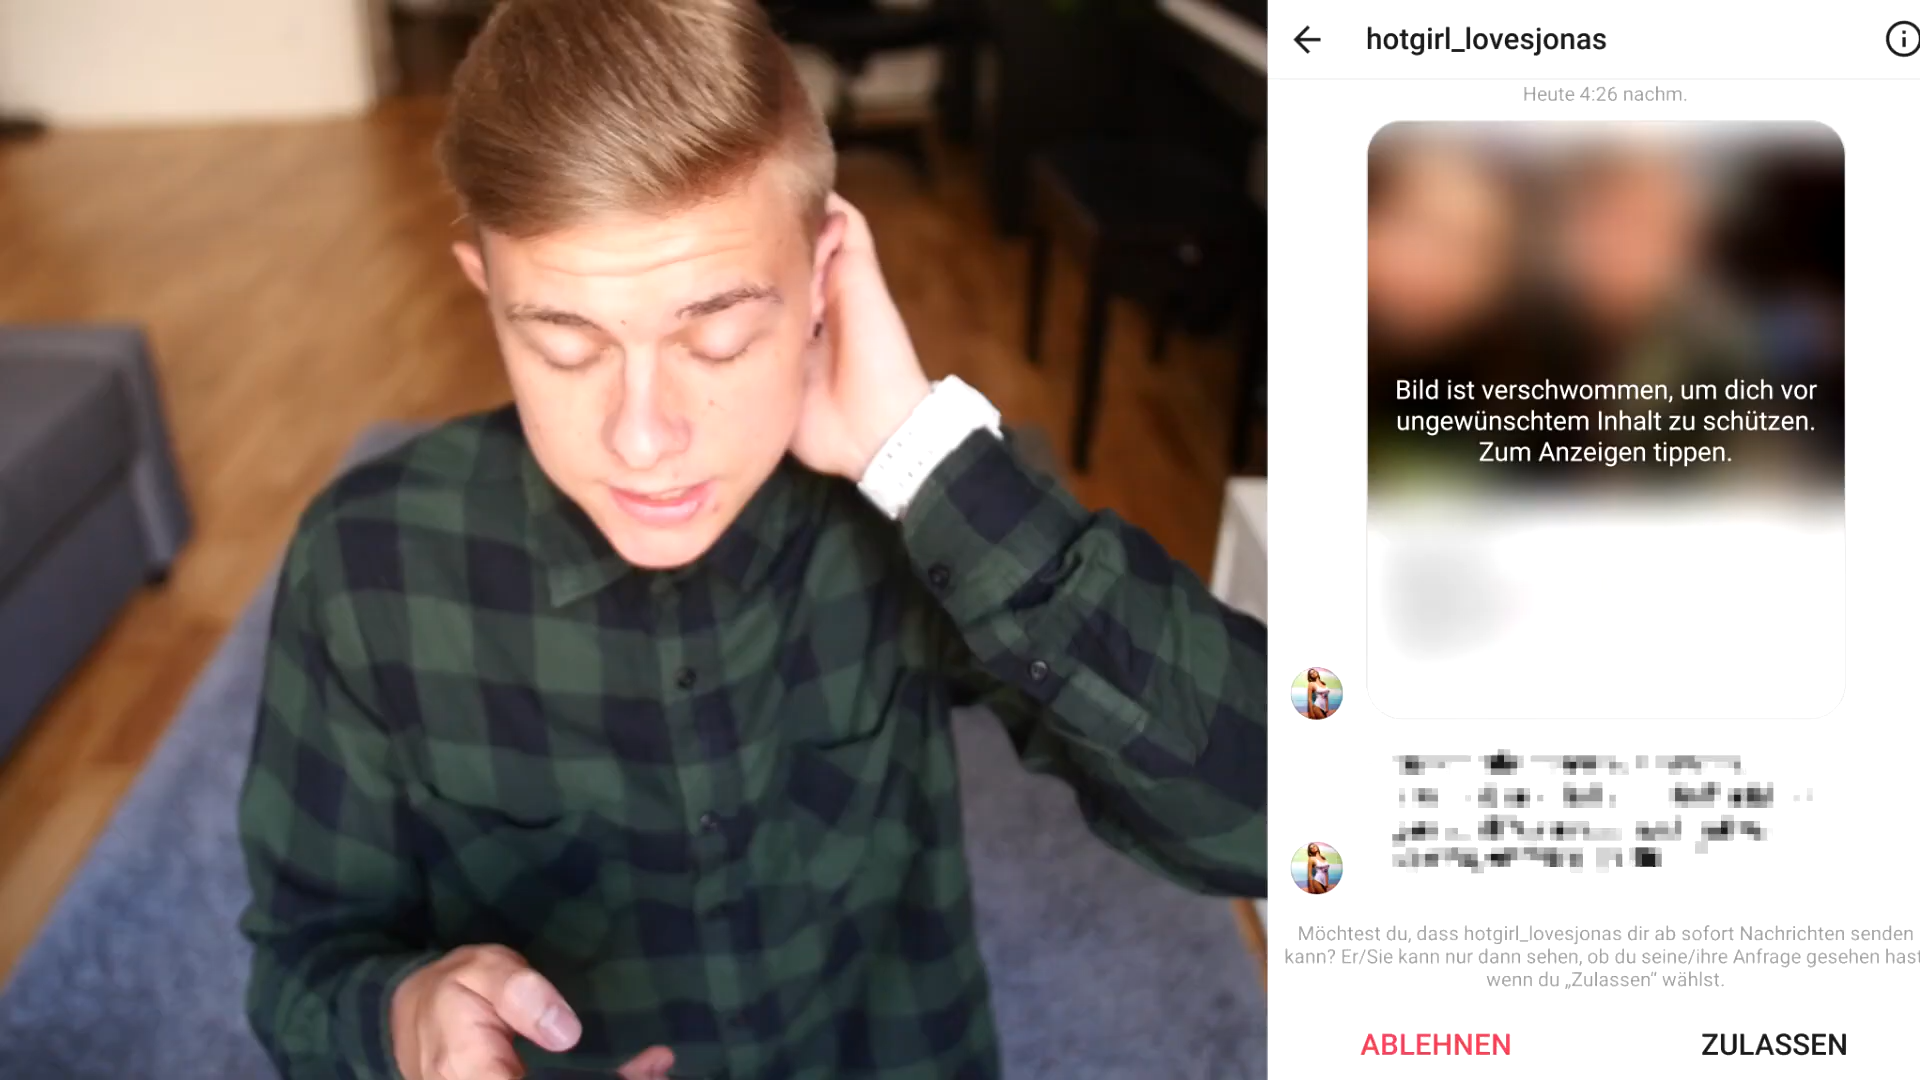 hotgirl_lovesjonas
Heute 4:26 nachm.
Bild ist verschwommen, um dich vor
ungewünschtem Inhalt zu schützen.
Zum Anzeigen tippen.
Möchtest du, dass hotgirl_lovesjonas dir ab sofort Nachrichten senden
kann? Er/Sie kann nur dann sehen, ob du seine/ihre Anfrage gesehen hast
wenn du „Zulassen“ wählst.
ABLEHNEN
ZULASSEN